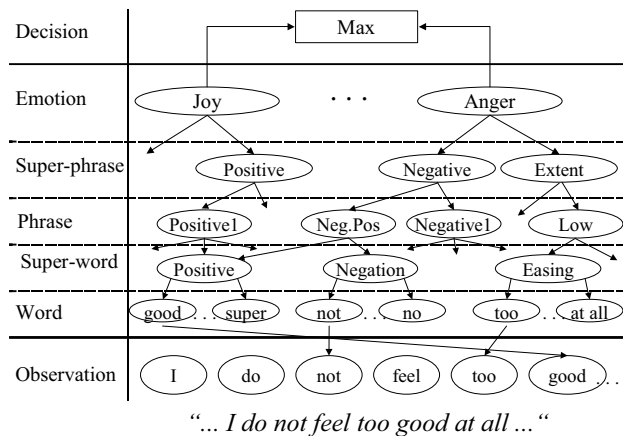 Decision Max
Emotion Joy . . . Anger
Super-phrase Positive Negative Extent
Phrase Positive1 Neg.Pos Negative1 Low
Super-word Positive Negation Easing
Word good . . . super not . . . no too . . . at all
Observation I do not feel too good . . .
“... I do not feel too good at all ...“